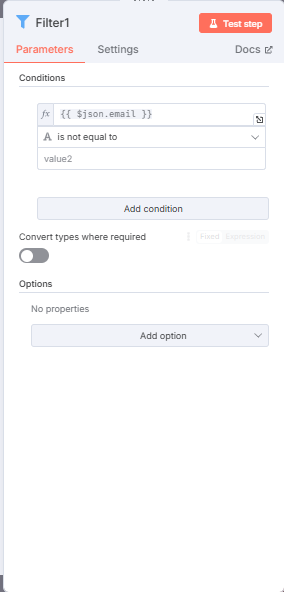 Filter1
Test step
Parameters Settings Docs
Conditions
fx {{ $json.email }}
A is not equal to
value2
Add condition
Convert types where required Fixed Expression
Options
No properties
Add option